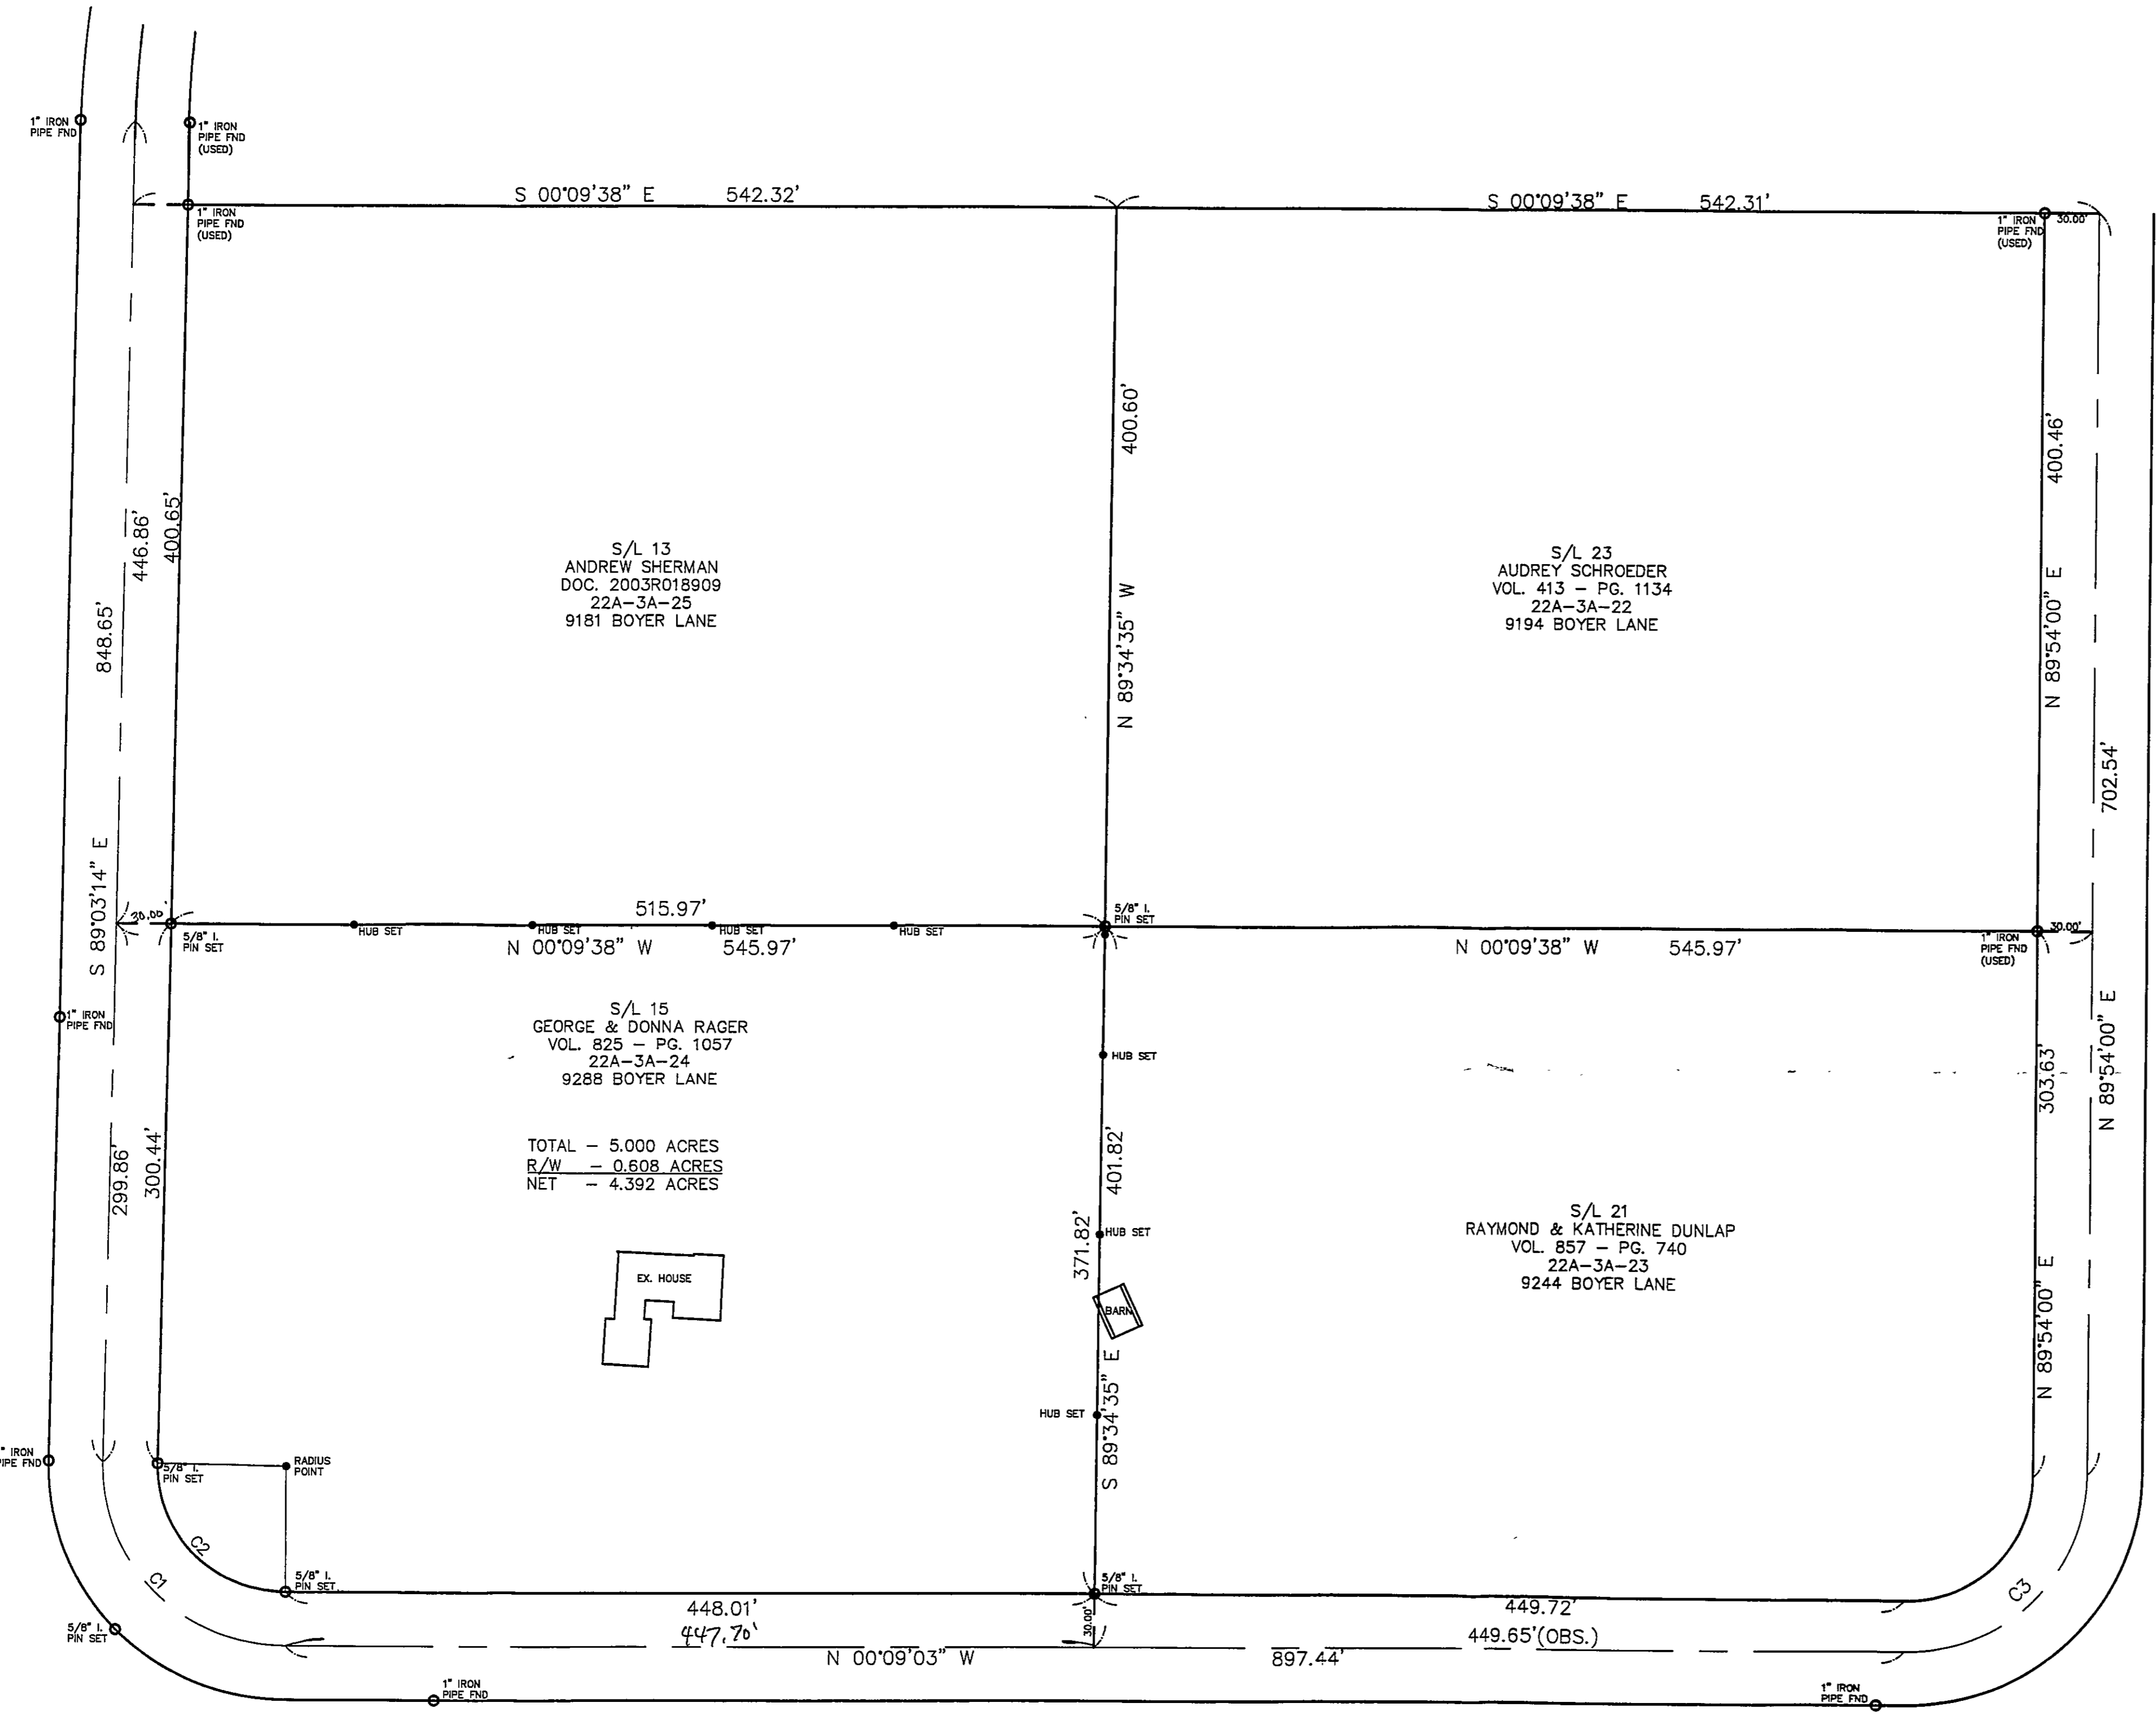 1" IRON
PIPE FND
1" IRON
PIPE FND
(USED)
1" IRON
PIPE FND
(USED)
S 00°09'38" E 542.32'
S 00°09'38" E 542.31'
1" IRON
PIPE FND
(USED)
30.00'
848.65'
446.86'
400.65'
S 89°03'14" E
S/L 13
ANDREW SHERMAN
DOC. 2003R018909
22A-3A-25
9181 BOYER LANE
400.60'
N 89°34'35" W
S/L 23
AUDREY SCHROEDER
VOL. 413 - PG. 1134
22A-3A-22
9194 BOYER LANE
400.46'
N 89°54'00" E
702.54'
N 89°54'00" E
5/8" I.
PIN SET
HUB SET
HUB SET
HUB SET
HUB SET
515.97'
N 00°09'38" W 545.97'
5/8" I.
PIN SET
N 00°09'38" W 545.97'
1" IRON
PIPE FND
(USED)
30.00'
1" IRON
PIPE FND
299.86'
300.44'
S/L 15
GEORGE & DONNA RAGER
VOL. 825 - PG. 1057
22A-3A-24
9288 BOYER LANE
TOTAL - 5.000 ACRES
R/W - 0.608 ACRES
NET - 4.392 ACRES
EX. HOUSE
HUB SET
401.82'
HUB SET
371.82'
BARN
HUB SET
S 89°34'35" E
S/L 21
RAYMOND & KATHERINE DUNLAP
VOL. 857 - PG. 740
22A-3A-23
9244 BOYER LANE
303.63'
N 89°54'00" E
" IRON
PIPE FND
5/8" I.
PIN SET
RADIUS
POINT
C2
C1
5/8" I.
PIN SET
5/8" I.
PIN SET
5/8" I.
PIN SET
30.00'
448.01'
447.70'
N 00°09'03" W 897.44'
449.72'
449.65'(OBS.)
C3
1" IRON
PIPE FND
1" IRON
PIPE FND